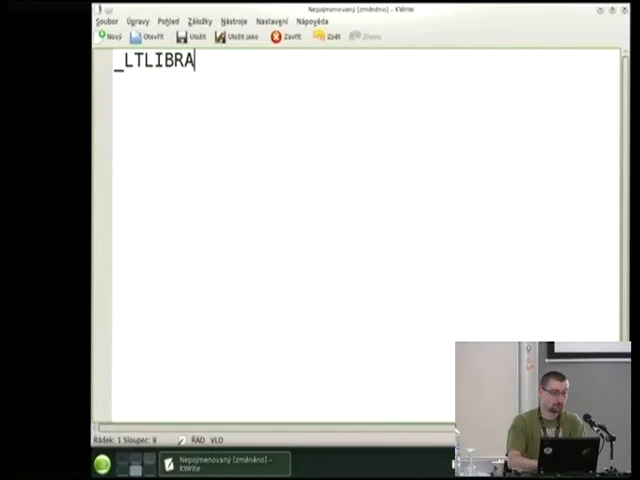 Nepojmenovaný [změněno] - KWrite
Soubor Úpravy Pohled Záložky Nástroje Nastavení Nápověda
Nový Otevřít Uložit Uložit jako Zavřít Zpět Znovu
_LTLIBRA
Řádek: 1 Sloupec: 9 ŘÁD VLO
Nepojmenovaný [změněno] -
KWrite